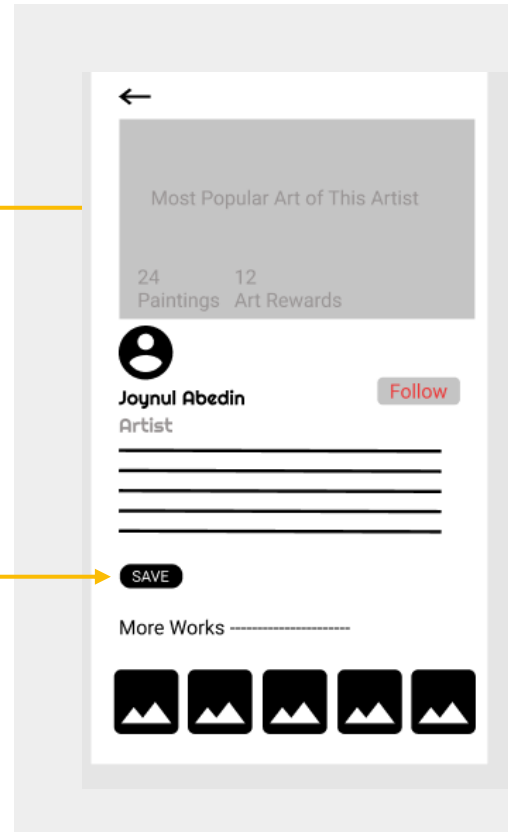 Most Popular Art of This Artist
24 12
Paintings Art Rewards
Joynul Abedin
Follow
Artist
SAVE
More Works ----------------------